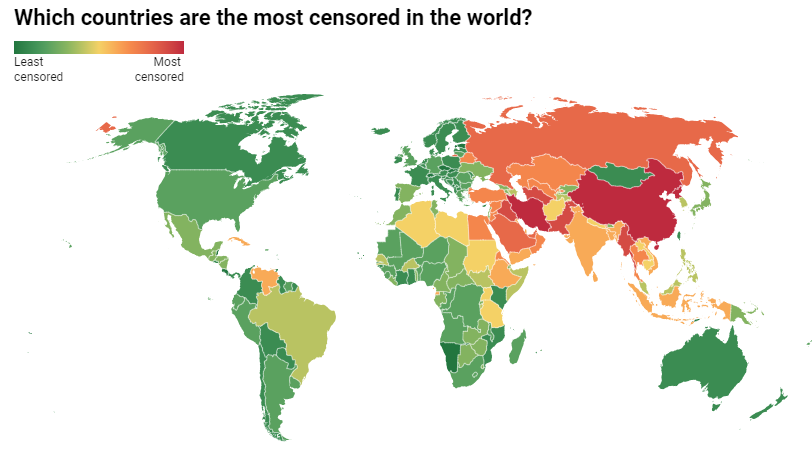 Which countries are the most censored in the world?
Least censored
Most censored